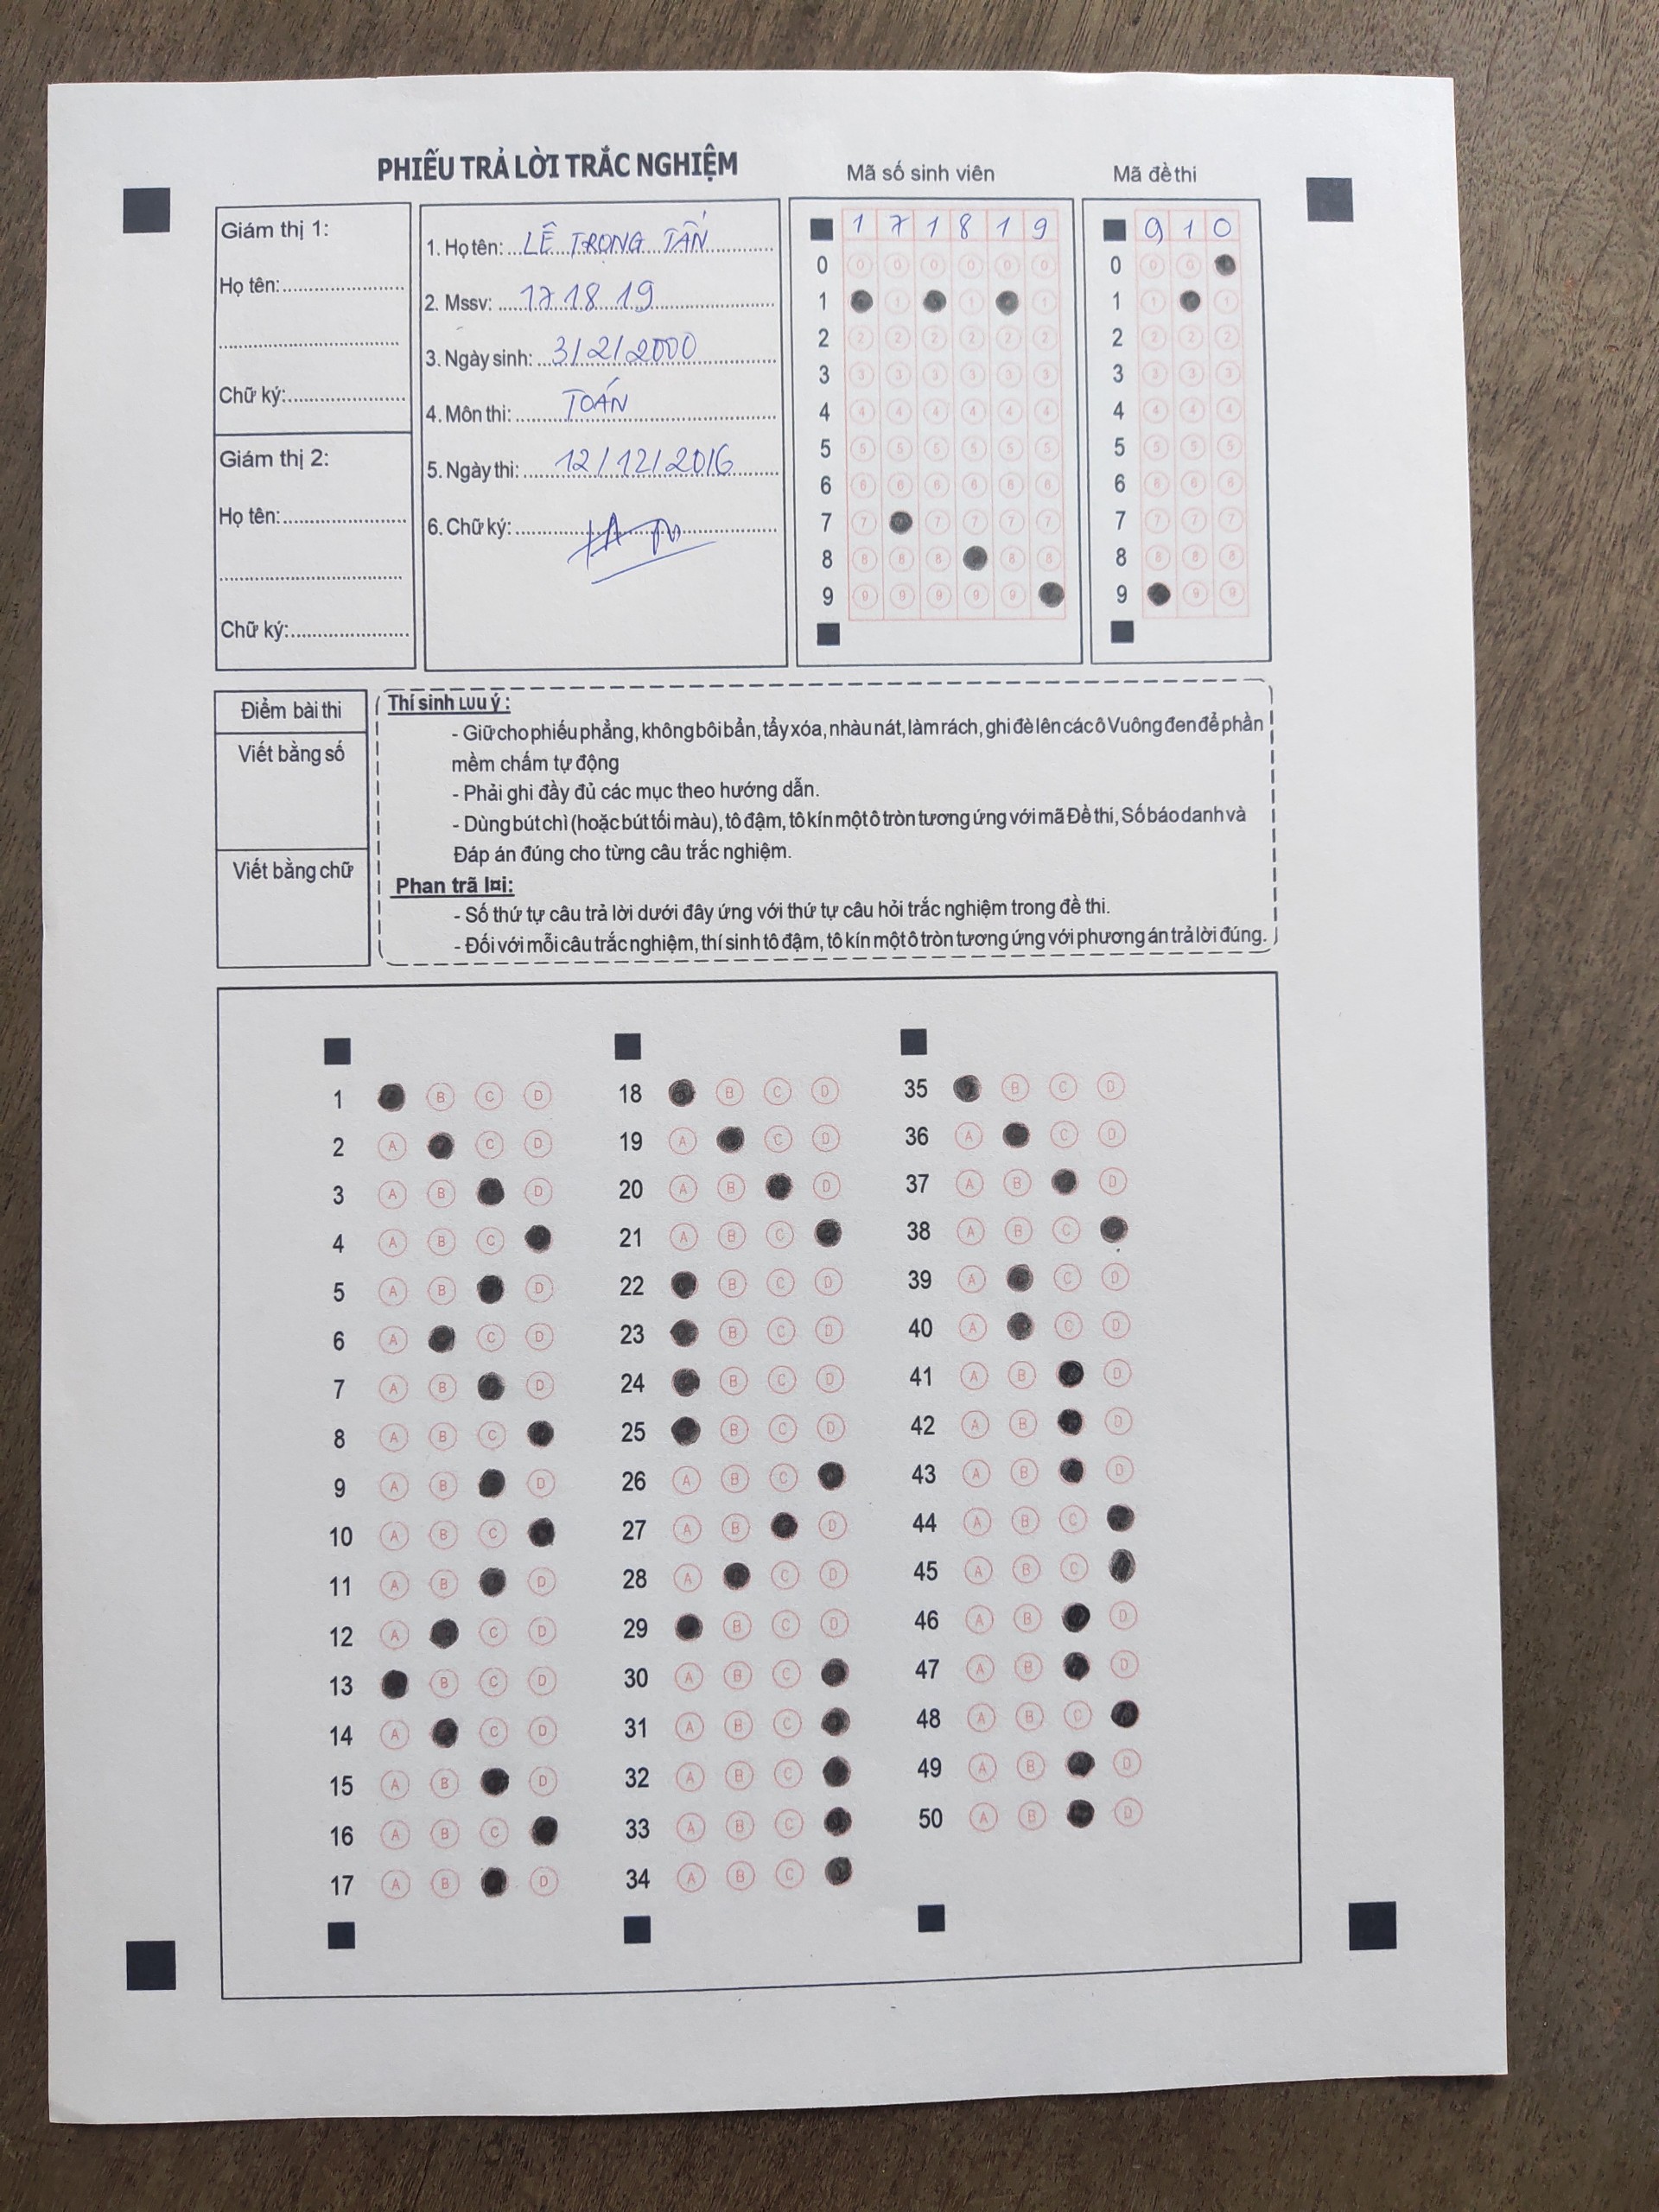 PHIẾU TRẢ LỜI TRẮC NGHIỆM
Mã số sinh viên
Mã đề thi
Giám thị 1:
Họ tên:
Chữ ký:
Giám thị 2:
Họ tên:
Chữ ký:
1. Họ tên: LÊ TRỌNG TẤN
2. Mssv: 17 18 19
3. Ngày sinh: 3/2/2000
4. Môn thi: TOÁN
5. Ngày thi: 12/12/2016
6. Chữ ký:
1 7 1 8 1 9
0 0 0 0 0 0 0
1 1 1 1
2 2 2 2 2 2 2
3 3 3 3 3 3 3
4 4 4 4 4 4 4
5 5 5 5 5 5 5
6 6 6 6 6 6 6
7 7 7 7 7 7
8 8 8 8 8 8
9 9 9 9 9 9
9 1 0
0 0 0
1 1 1
2 2 2 2
3 3 3 3
4 4 4 4
5 5 5 5
6 6 6 6
7 7 7 7
8 8 8 8
9 9 9
Điểm bài thi
Viết bằng số
Viết bằng chữ
Thí sinh LƯU ý :
- Giữ cho phiếu phẳng, không bôi bẩn, tẩy xóa, nhàu nát, làm rách, ghi đè lên các ô Vuông đen để phần
mềm chấm tự động
- Phải ghi đầy đủ các mục theo hướng dẫn.
- Dùng bút chì (hoặc bút tối màu), tô đậm, tô kín một ô tròn tương ứng với mã Đề thi, Số báo danh và
Đáp án đúng cho từng câu trắc nghiệm.
Phan trã l¤i:
- Số thứ tự câu trả lời dưới đây ứng với thứ tự câu hỏi trắc nghiệm trong đề thi.
- Đối với mỗi câu trắc nghiệm, thí sinh tô đậm, tô kín một ô tròn tương ứng với phương án trả lời đúng.
1 B C D
2 A C D
3 A B D
4 A B C
5 A B D
6 A C D
7 A B D
8 A B C
9 A B D
10 A B C
11 A B D
12 A C D
13 B C D
14 A C D
15 A B D
16 A B C
17 A B D
18 B C D
19 A C D
20 A B D
21 A B C
22 B C D
23 B C D
24 B C D
25 B C D
26 A B C
27 A B D
28 A C D
29 B C D
30 A B C
31 A B C
32 A B C
33 A B C
34 A B C
35 B C D
36 A C D
37 A B D
38 A B C
39 A C D
40 A C D
41 A B D
42 A B D
43 A B D
44 A B C
45 A B C
46 A B D
47 A B D
48 A B C
49 A B D
50 A B D